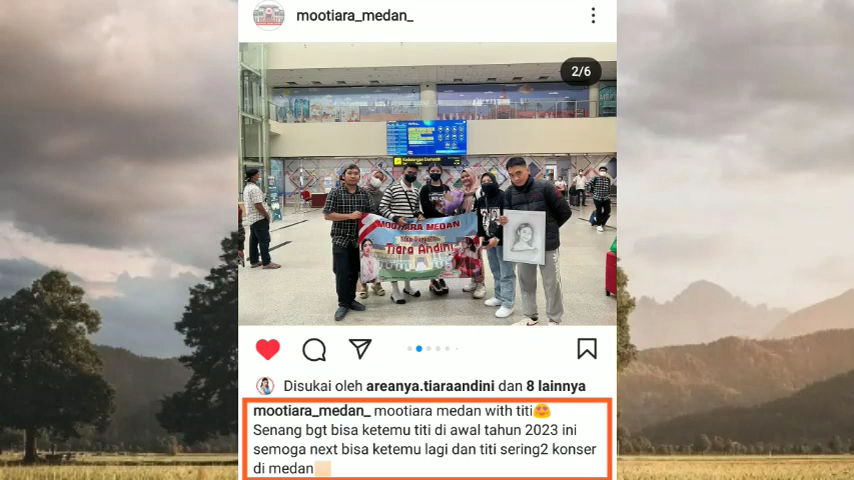 mootiara_medan_
2/6
MOOTIARA MEDAN
Tiara Andini
Disukai oleh areanya.tiaraandini dan 8 lainnya
mootiara_medan_ mootiara medan with titi😍
Senang bgt bisa ketemu titi di awal tahun 2023 ini
semoga next bisa ketemu lagi dan titi sering2 konser
di medan🏻